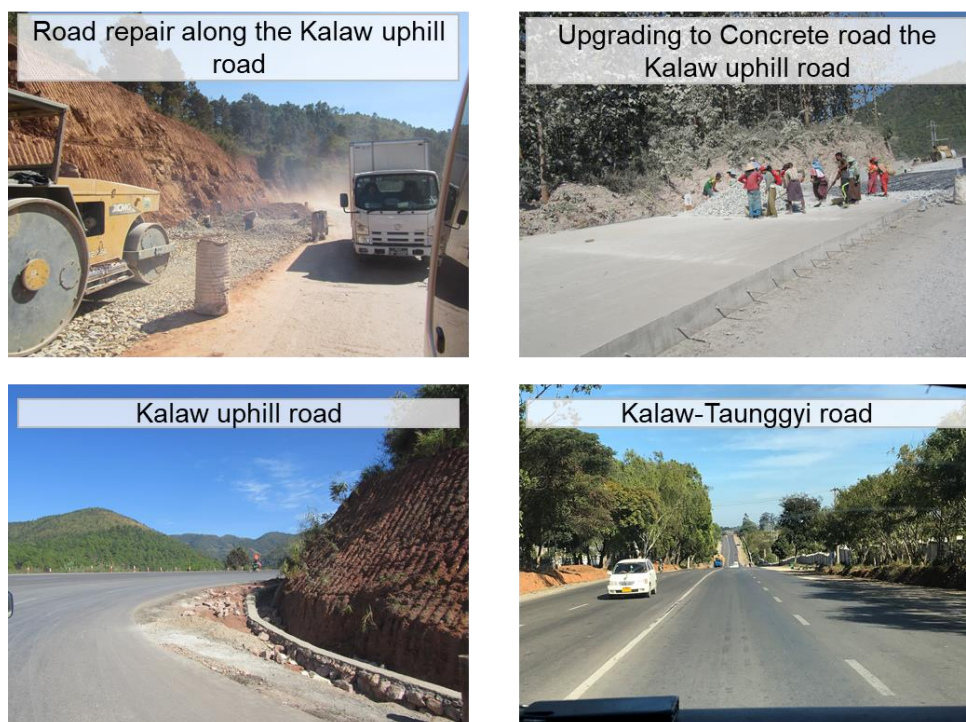 Road repair along the Kalaw uphill
road
Upgrading to Concrete road the
Kalaw uphill road
Kalaw uphill road
Kalaw-Taunggyi road